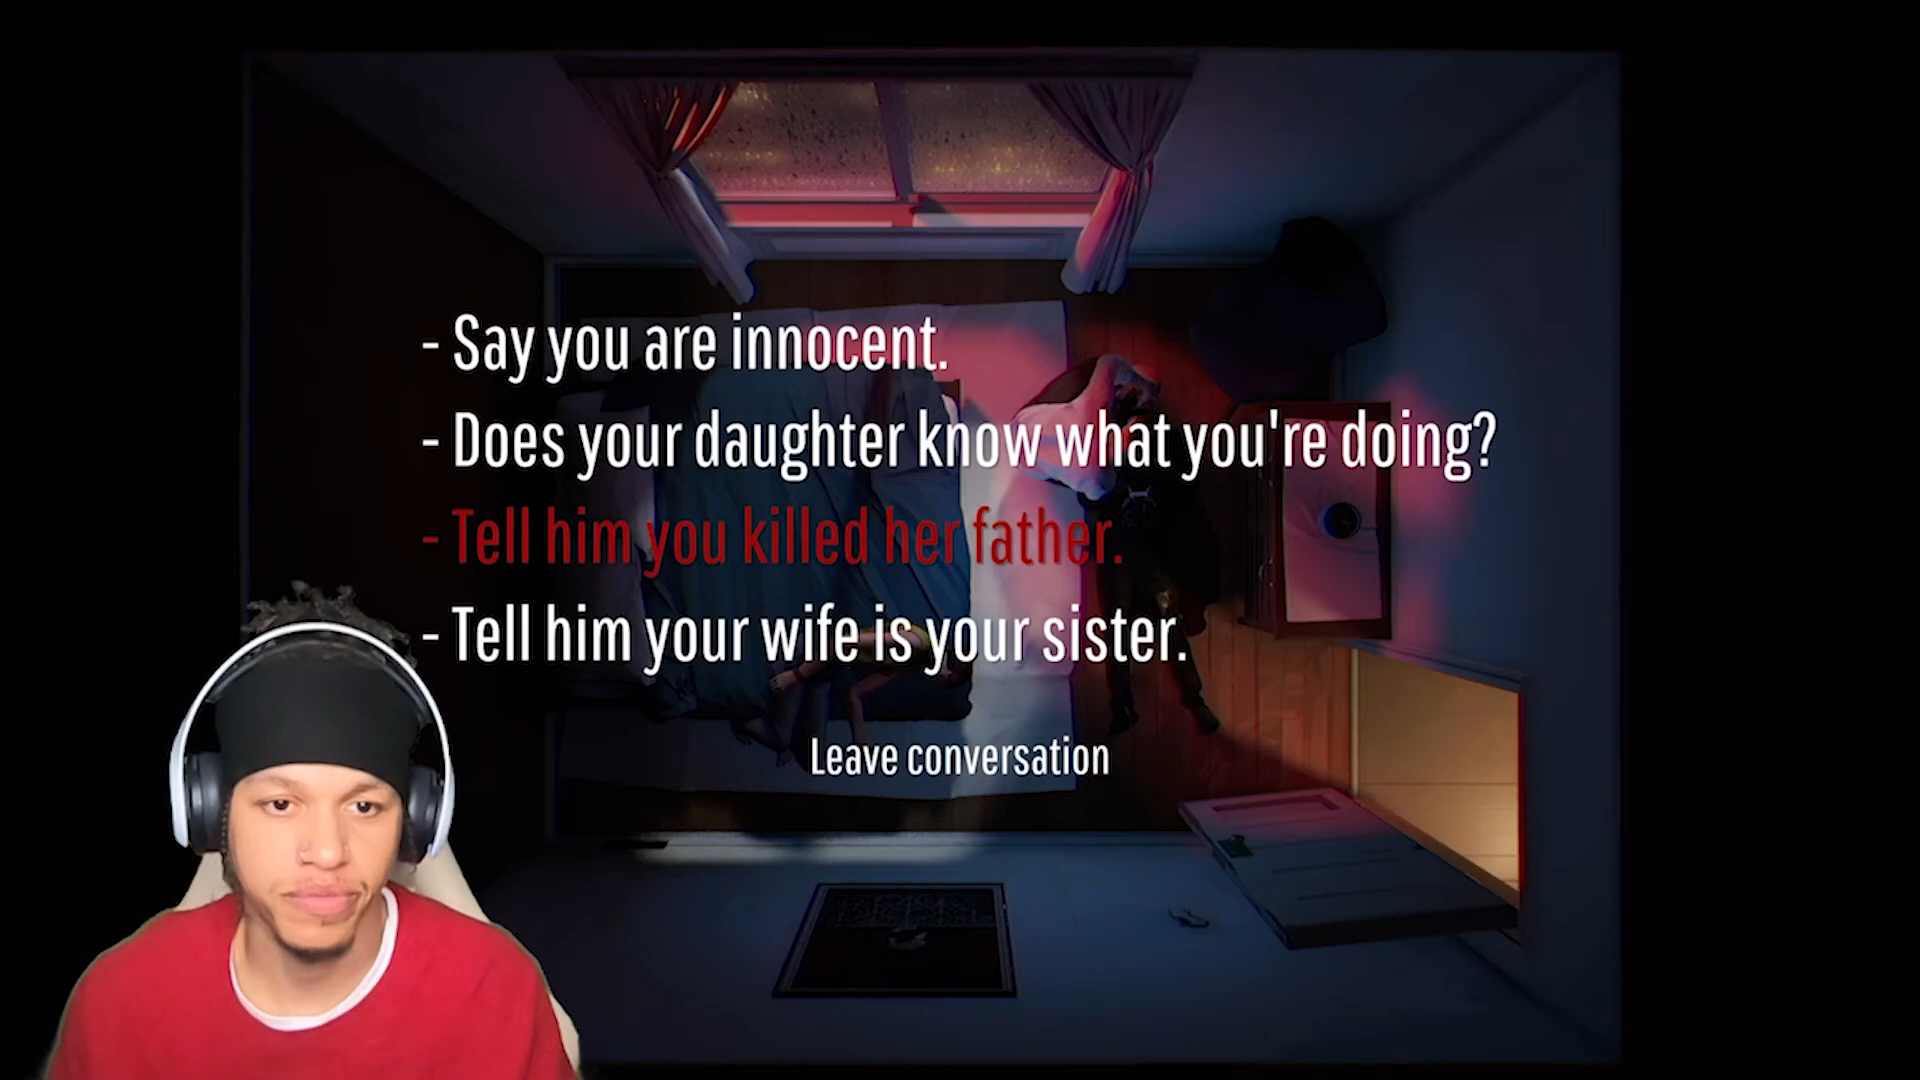 - Say you are innocent.
- Does your daughter know what you're doing?
- Tell him you killed her father.
- Tell him your wife is your sister.
Leave conversation